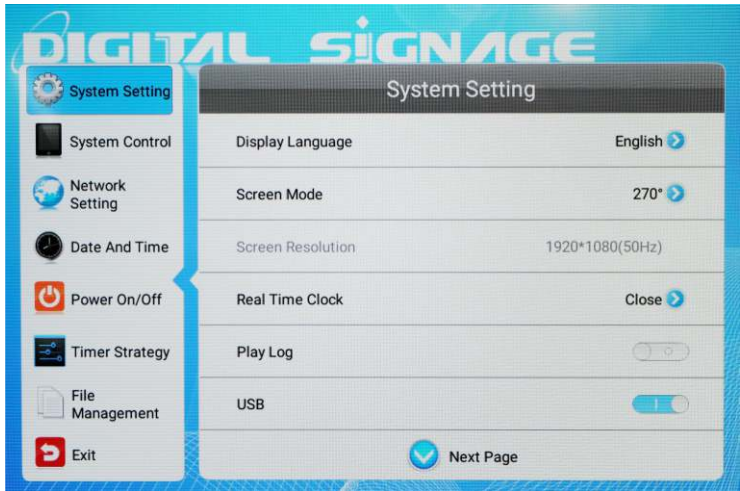 DIGITAL SiGNAGE
System Setting
System Control
Network
Setting
Date And Time
Power On/Off
Timer Strategy
File
Management
Exit
System Setting
Display Language English
Screen Mode 270°
Screen Resolution 1920*1080(50Hz)
Real Time Clock Close
Play Log
USB
Next Page